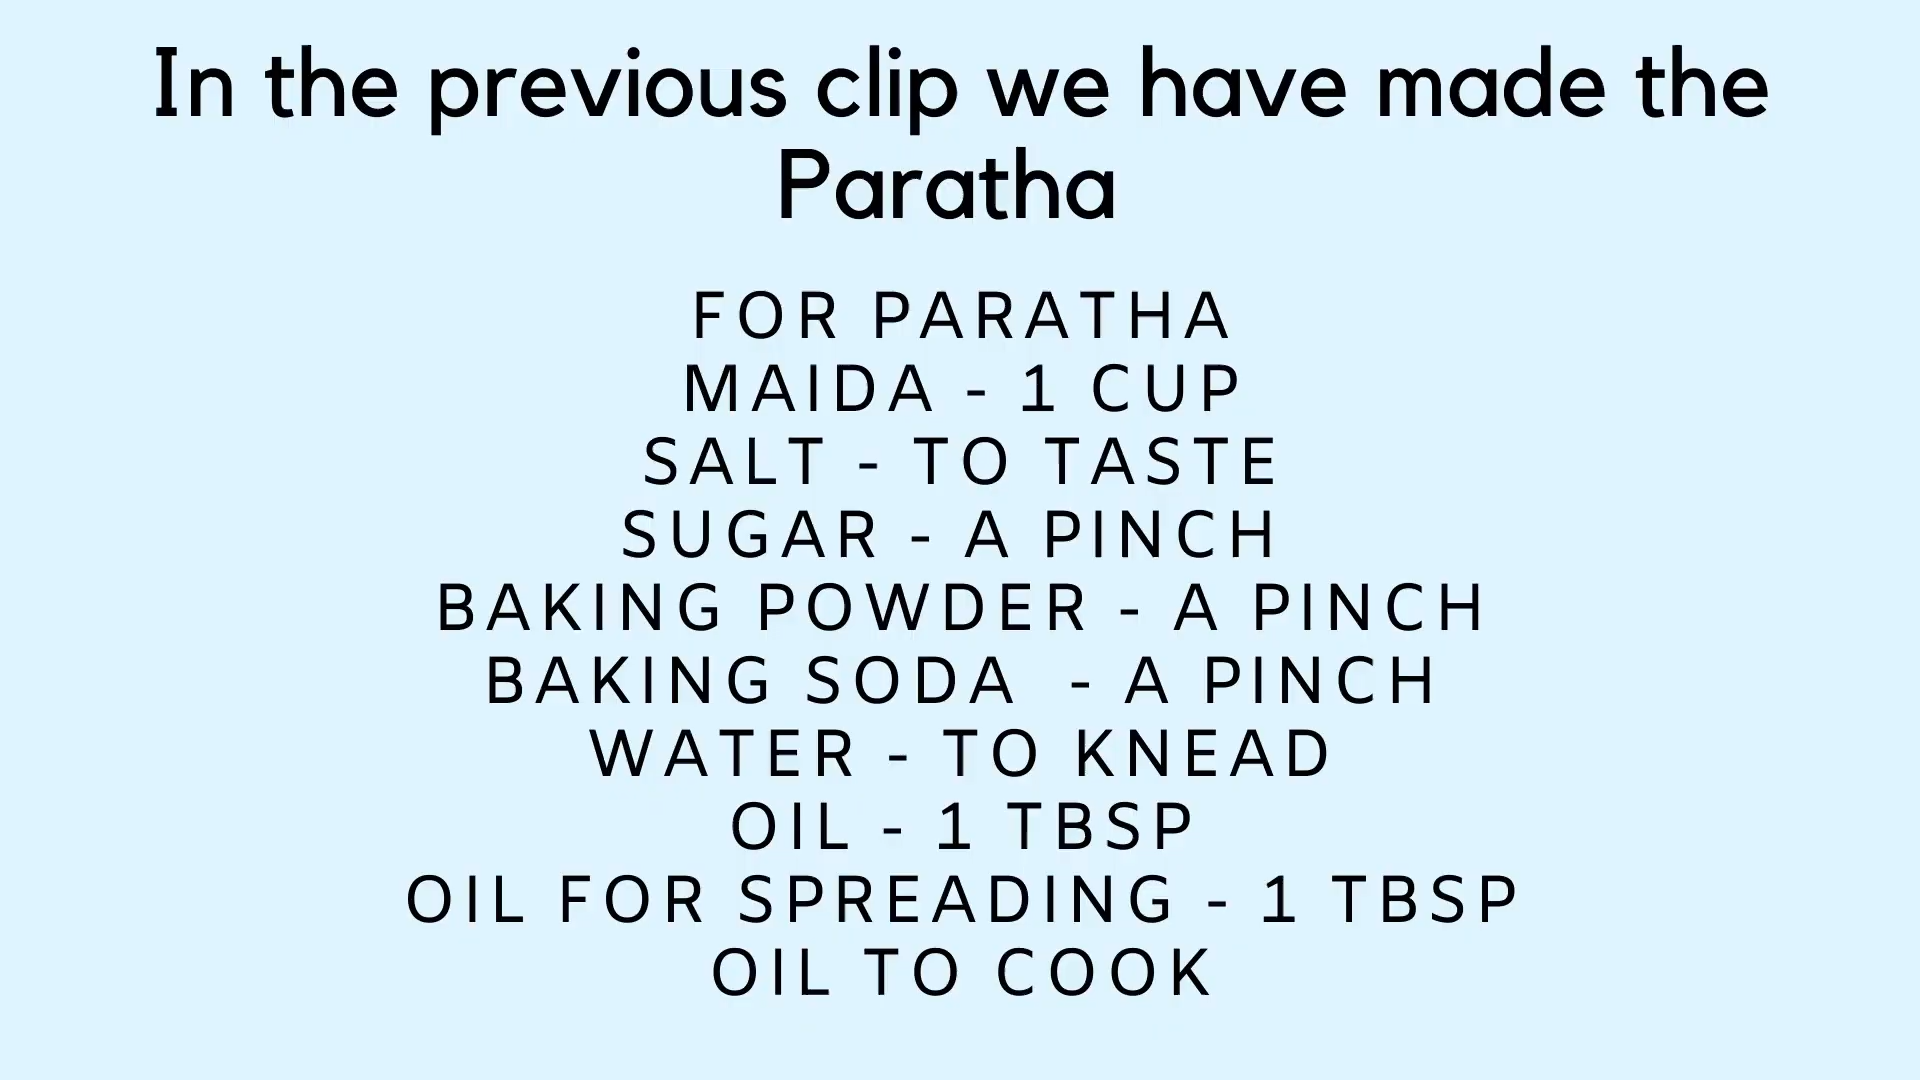 In the previous clip we have made the
Paratha
FOR PARATHA
MAIDA - 1 CUP
SALT - TO TASTE
SUGAR - A PINCH
BAKING POWDER - A PINCH
BAKING SODA - A PINCH
WATER - TO KNEAD
OIL - 1 TBSP
OIL FOR SPREADING - 1 TBSP
OIL TO COOK